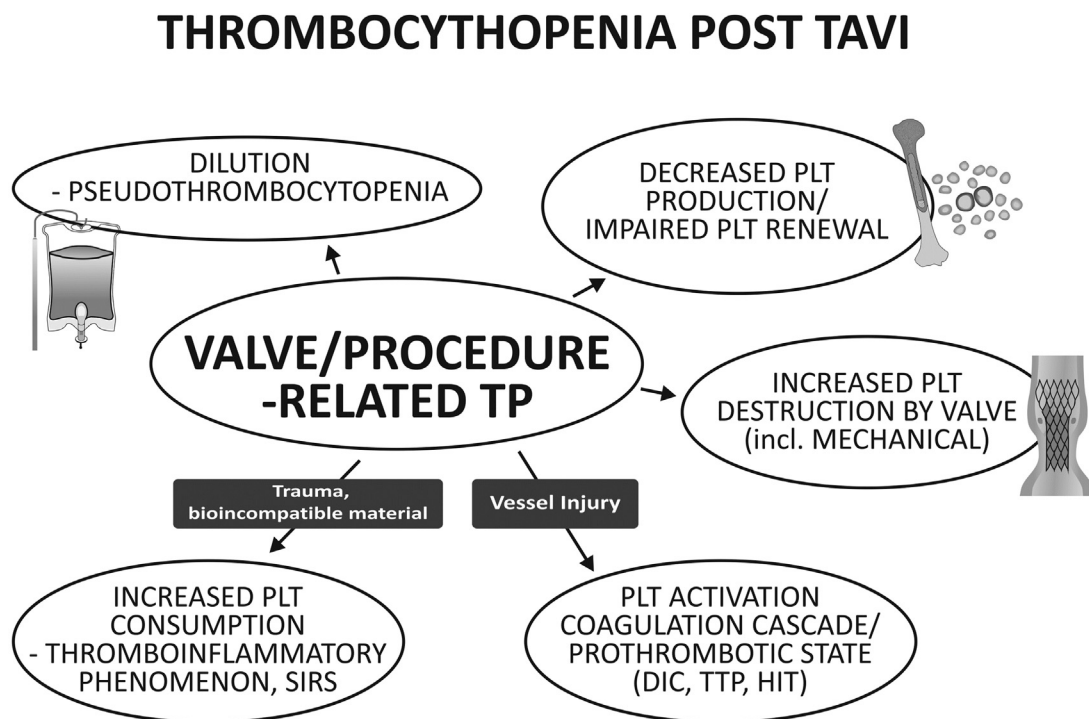 THROMBOCYTHOPENIA POST TAVI
DILUTION
- PSEUDOTHROMBOCYTOPENIA
DECREASED PLT
PRODUCTION/
IMPAIRED PLT RENEWAL
VALVE/PROCEDURE
-RELATED TP
INCREASED PLT
DESTRUCTION BY VALVE
(incl. MECHANICAL)
Trauma,
bioincompatible material
Vessel Injury
INCREASED PLT
CONSUMPTION
- THROMBOINFLAMMATORY
PHENOMENON, SIRS
PLT ACTIVATION
COAGULATION CASCADE/
PROTHROMBOTIC STATE
(DIC, TTP, HIT)